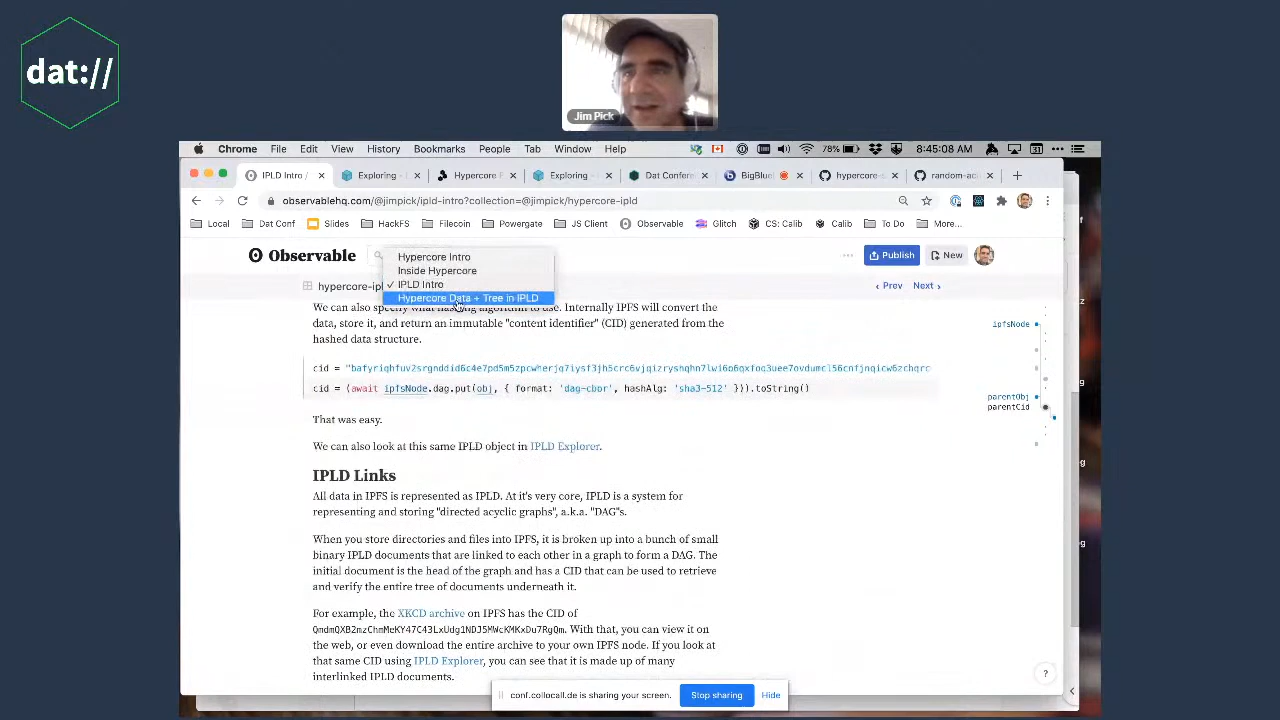 dat://
Jim Pick
Chrome File Edit View History Bookmarks People Tab Window Help 78% 8:45:08 AM
IPLD Intro / Exploring - Hypercore E Exploring - Dat Confere BigBlue hypercore-s random-acc
observablehq.com/@jimpick/ipld-intro?collection=@jimpick/hypercore-ipld
Local Dat Conf Slides HackFS Filecoin Powergate JS Client Observable Glitch CS: Calib Calib To Do More...
Observable
Publish
New
Hypercore Intro
Inside Hypercore
✓ IPLD Intro
Hypercore Data + Tree in IPLD
hypercore-ipl
‹ Prev Next ›
We can also specify what hashing algorithm to use. Internally IPFS will convert the
data, store it, and return an immutable "content identifier" (CID) generated from the
hashed data structure.
cid = (await ipfsNode.dag.put(obj, { format: 'dag-cbor', hashAlg: 'sha3-512' })).toString()
That was easy.
We can also look at this same IPLD object in IPLD Explorer.
IPLD Links
All data in IPFS is represented as IPLD. At it's very core, IPLD is a system for
representing and storing "directed acyclic graphs", a.k.a. "DAG"s.
When you store directories and files into IPFS, it is broken up into a bunch of small
binary IPLD documents that are linked to each other in a graph to form a DAG. The
initial document is the head of the graph and has a CID that can be used to retrieve
and verify the entire tree of documents underneath it.
For example, the XKCD archive on IPFS has the CID of
QmdmQXB2mzChmMeKY47C43LxUdg1NDJ5MWcKMKxDu7RgQm. With that, you can view it on
the web, or even download the entire archive to your own IPFS node. If you look at
that same CID using IPLD Explorer, you can see that it is made up of many
interlinked IPLD documents.
ipfsNode
parentObj
parentCid
?
conf.collocall.de is sharing your screen. Stop sharing Hide